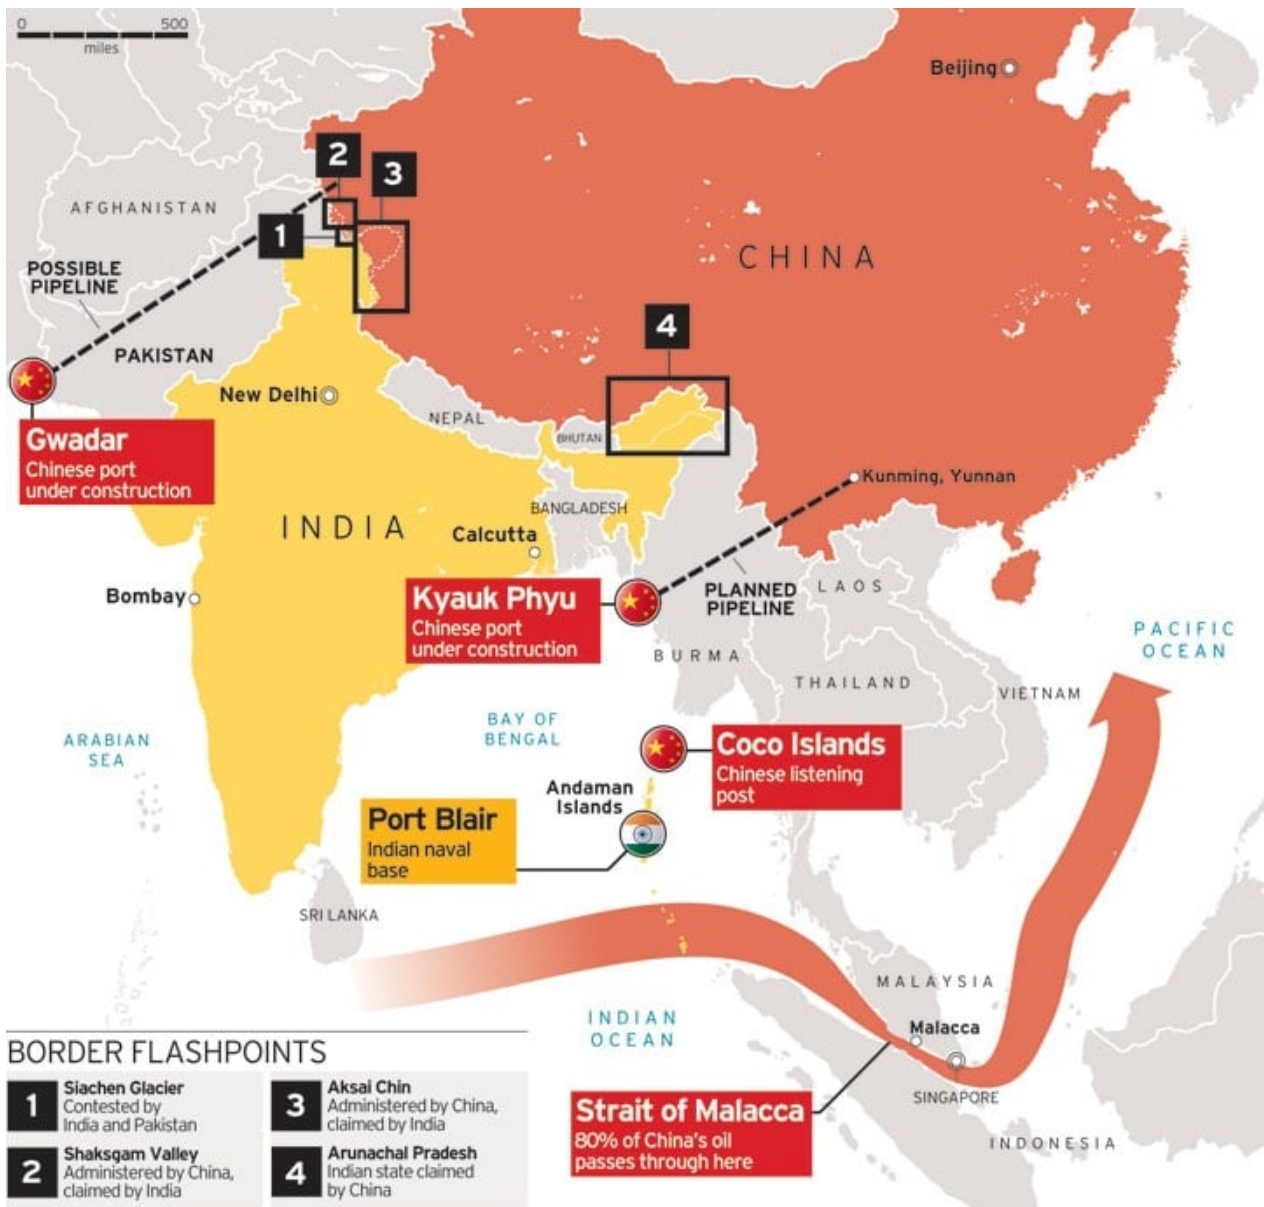 0 500
miles
Beijing
2
3
AFGHANISTAN
1
CHINA
POSSIBLE
PIPELINE
4
PAKISTAN
New Delhi
NEPAL
Gwadar
Chinese port
under construction
BHUTAN
Kunming, Yunnan
BANGLADESH
INDIA
Calcutta
Bombay
Kyauk Phyu
Chinese port
under construction
PLANNED
PIPELINE
LAOS
PACIFIC
OCEAN
BURMA
THAILAND
VIETNAM
ARABIAN
SEA
BAY OF
BENGAL
Coco Islands
Chinese listening
post
Andaman
Islands
Port Blair
Indian naval
base
SRI LANKA
MALAYSIA
INDIAN
OCEAN
Malacca
SINGAPORE
Strait of Malacca
80% of China's oil
passes through here
INDONESIA
BORDER FLASHPOINTS
1
Siachen Glacier
Contested by
India and Pakistan
2
Shaksgam Valley
Administered by China,
claimed by India
3
Aksai Chin
Administered by China,
claimed by India
4
Arunachal Pradesh
Indian state claimed
by China